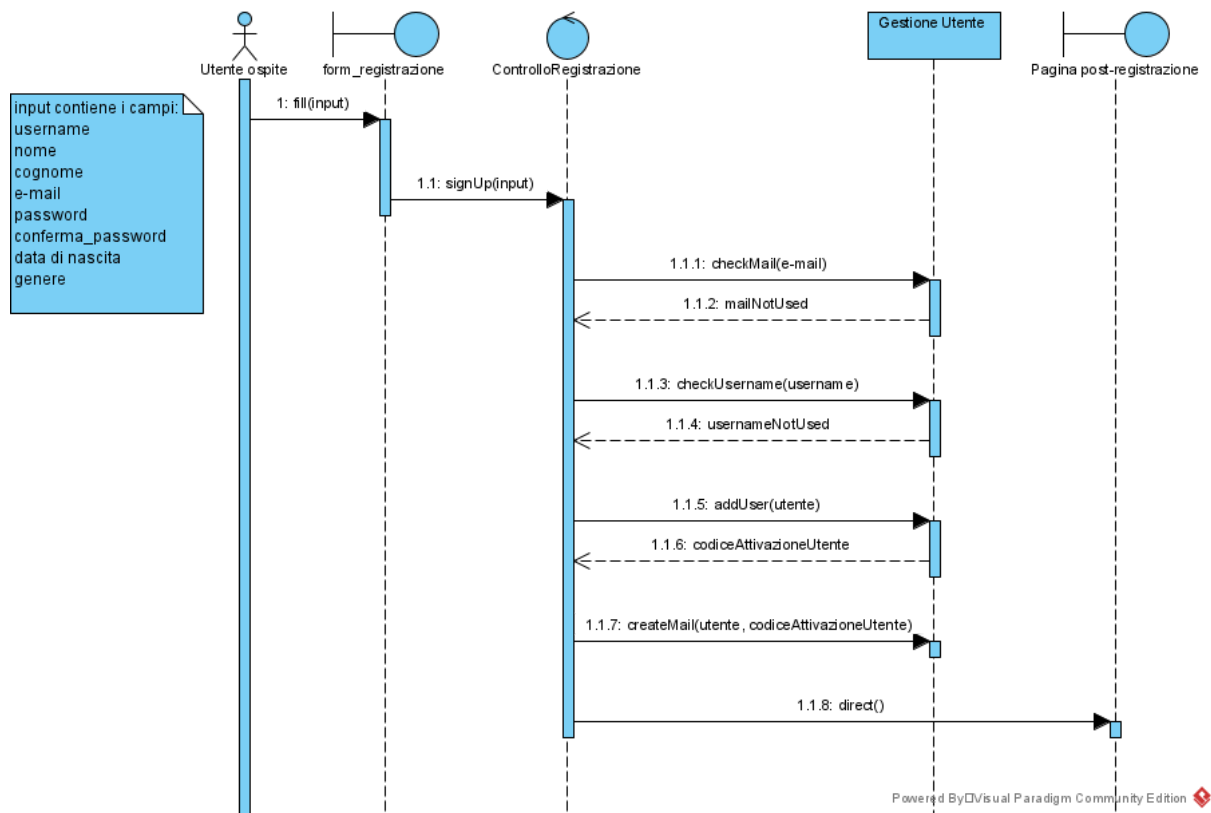 Utente ospite
form_registrazione
ControlloRegistrazione
Gestione Utente
Pagina post-registrazione
input contiene i campi:
username
nome
cognome
e-mail
password
conferma_password
data di nascita
genere
1: fill(input)
1.1: signUp(input)
1.1.1: checkMail(e-mail)
1.1.2: mailNotUsed
1.1.3: checkUsername(username)
1.1.4: usernameNotUsed
1.1.5: addUser(utente)
1.1.6: codiceAttivazioneUtente
1.1.7: createMail(utente, codiceAttivazioneUtente)
1.1.8: direct()
Powered By Visual Paradigm Community Edition